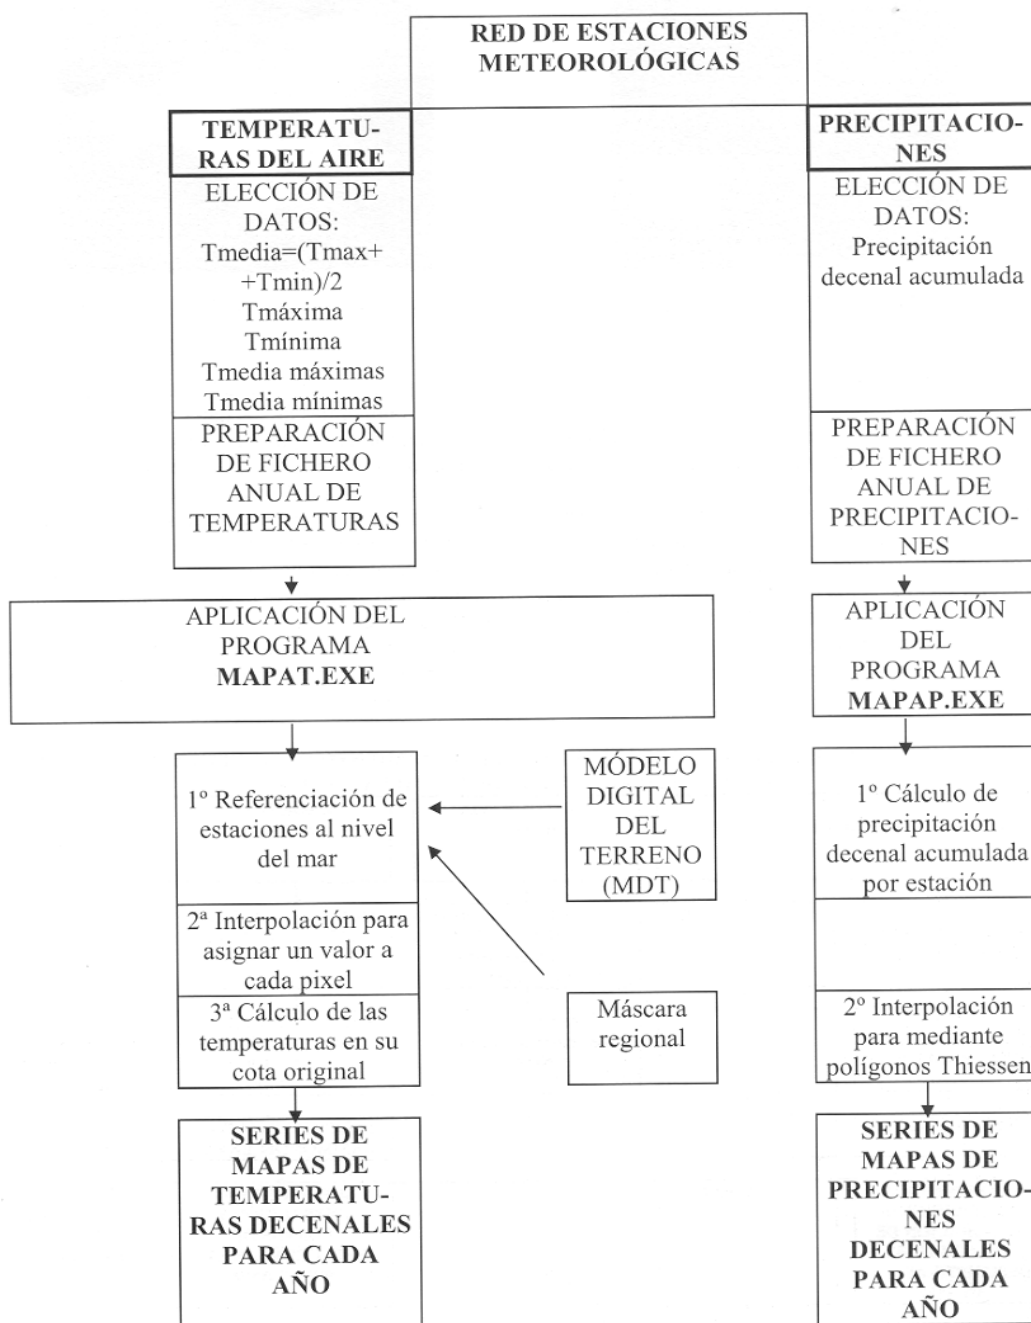 RED DE ESTACIONES
METEOROLÓGICAS
TEMPERATU-
RAS DEL AIRE
ELECCIÓN DE
DATOS:
Tmedia=(Tmax+
+Tmin)/2
Tmáxima
Tmínima
Tmedia máximas
Tmedia mínimas
PREPARACIÓN
DE FICHERO
ANUAL DE
TEMPERATURAS
PRECIPITACIO-
NES
ELECCIÓN DE
DATOS:
Precipitación
decenal acumulada
PREPARACIÓN
DE FICHERO
ANUAL DE
PRECIPITACIO-
NES
APLICACIÓN DEL
PROGRAMA
MAPAT.EXE
APLICACIÓN
DEL
PROGRAMA
MAPAP.EXE
1º Referenciación de
estaciones al nivel
del mar
2ª Interpolación para
asignar un valor a
cada pixel
3ª Cálculo de las
temperaturas en su
cota original
MÓDELO
DIGITAL
DEL
TERRENO
(MDT)
Máscara
regional
1º Cálculo de
precipitación
decenal acumulada
por estación
2º Interpolación
para mediante
polígonos Thiessen
SERIES DE
MAPAS DE
TEMPERATU-
RAS DECENALES
PARA CADA
AÑO
SERIES DE
MAPAS DE
PRECIPITACIO-
NES
DECENALES
PARA CADA
AÑO